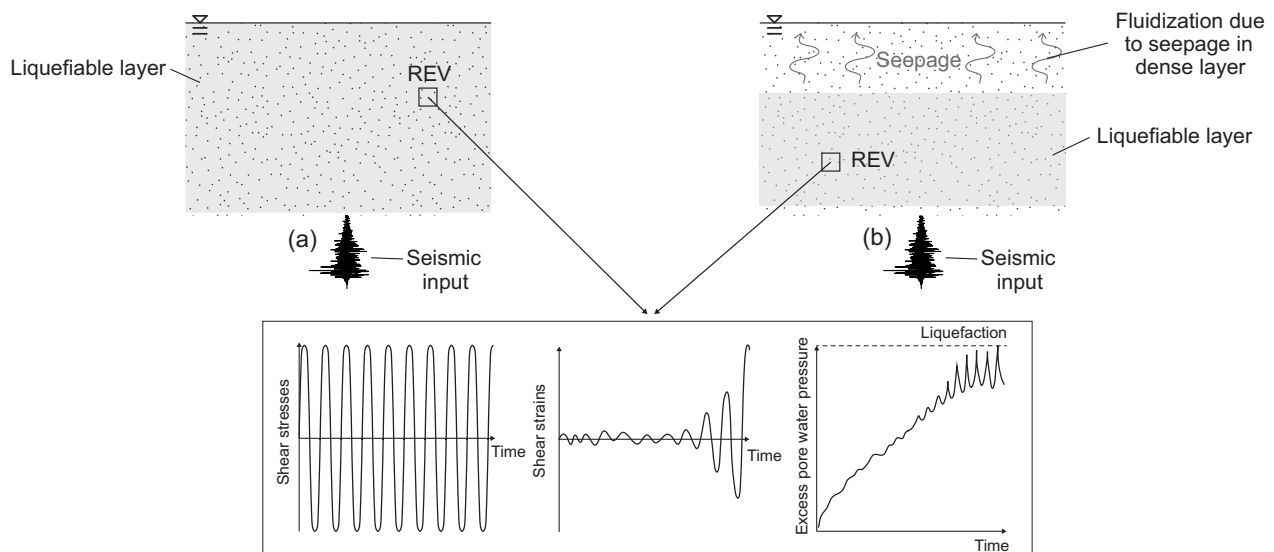 Liquefiable layer
REV
(a)
Seismic
input
Seepage
Fluidization due
to seepage in
dense layer
Liquefiable layer
REV
(b)
Seismic
input
Shear stresses
Time
Shear strains
Time
Excess pore water pressure
Liquefaction
Time